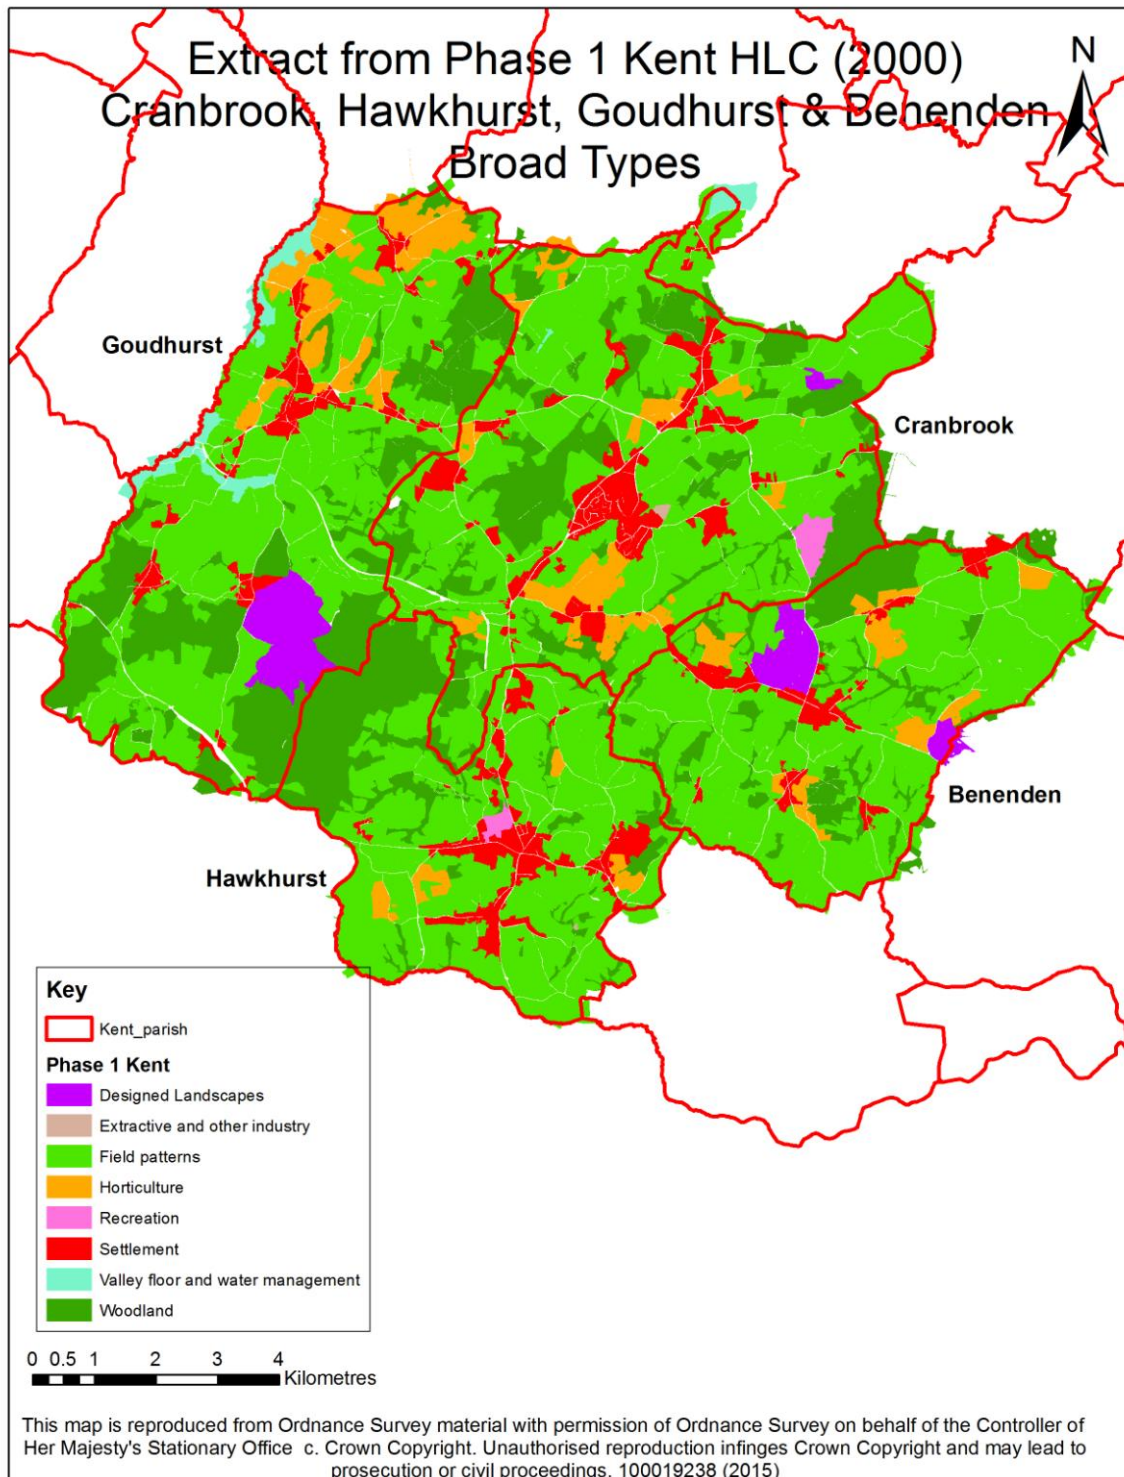 Extract from Phase 1 Kent HLC (2000)
Cranbrook, Hawkhurst, Goudhurst & Benenden
Broad Types
N
Goudhurst
Cranbrook
Benenden
Hawkhurst
Key
Kent_parish
Phase 1 Kent
Designed Landscapes
Extractive and other industry
Field patterns
Horticulture
Recreation
Settlement
Valley floor and water management
Woodland
0 0.5 1 2 3 4
Kilometres
This map is reproduced from Ordnance Survey material with permission of Ordnance Survey on behalf of the Controller of
Her Majesty's Stationary Office c. Crown Copyright. Unauthorised reproduction infinges Crown Copyright and may lead to
prosecution or civil proceedings. 100019238 (2015)